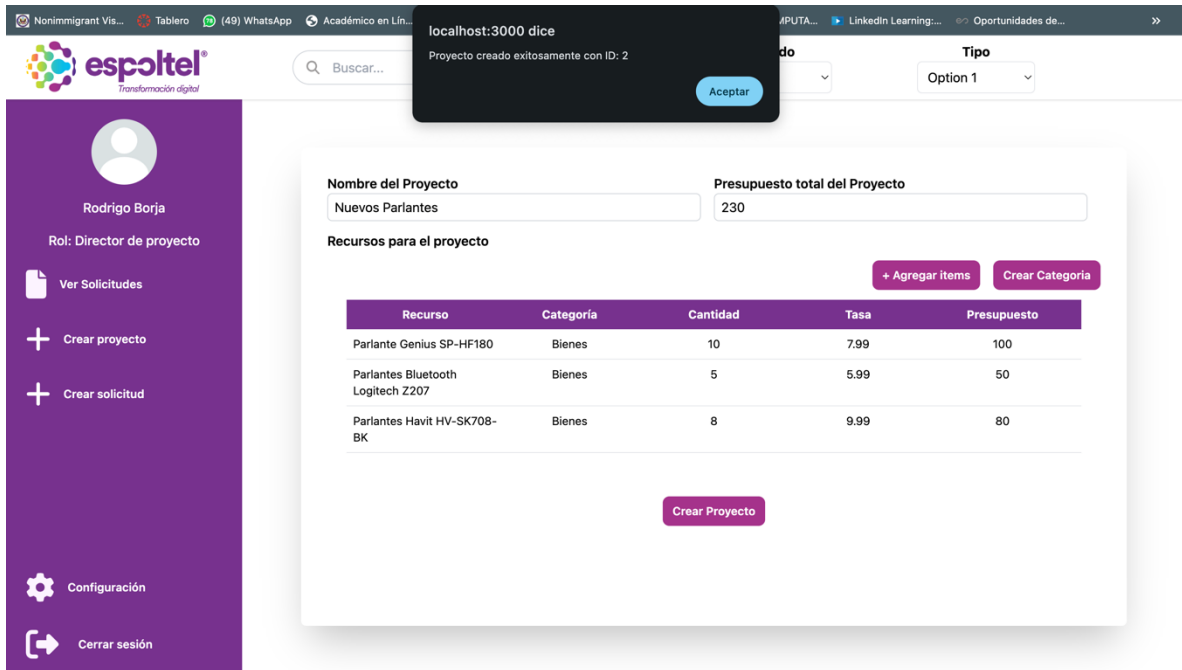 Nonimmigrant Vis...
Tablero
(49) WhatsApp
Académico en Lín...
MPUTA...
LinkedIn Learning:...
Oportunidades de...
»
localhost:3000 dice
Proyecto creado exitosamente con ID: 2
Aceptar
espoltel®
Transformación digital
Buscar...
do
Tipo
Option 1
Rodrigo Borja
Rol: Director de proyecto
Ver Solicitudes
Crear proyecto
Crear solicitud
Configuración
Cerrar sesión
Nombre del Proyecto
Presupuesto total del Proyecto
Nuevos Parlantes
230
Recursos para el proyecto
+ Agregar items
Crear Categoria
Recurso Categoría Cantidad Tasa Presupuesto
Parlante Genius SP-HF180 Bienes 10 7.99 100
Parlantes Bluetooth Bienes 5 5.99 50
Logitech Z207
Parlantes Havit HV-SK708- Bienes 8 9.99 80
BK
Crear Proyecto